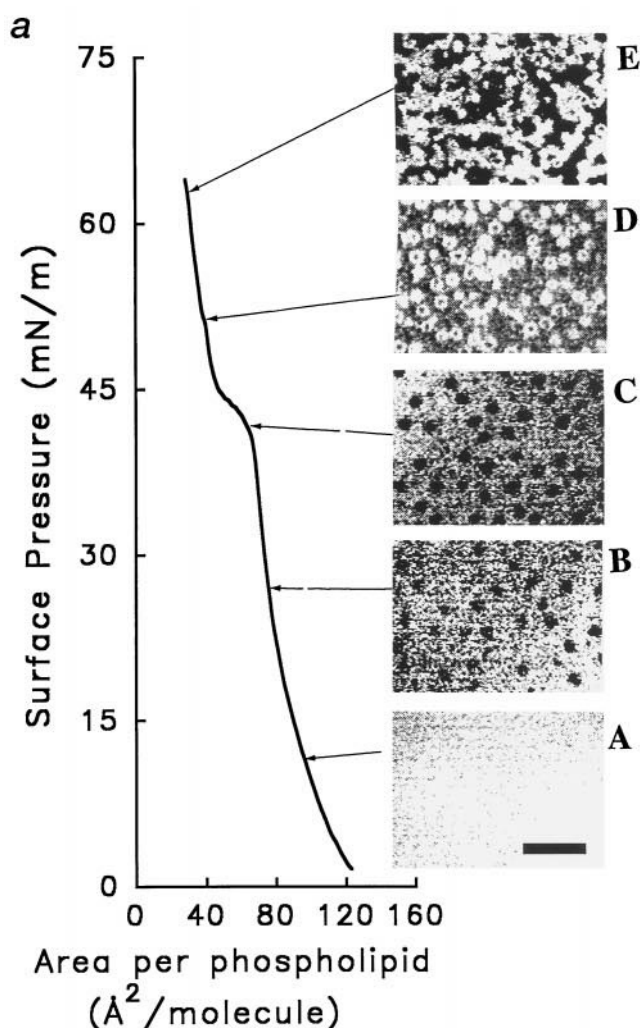 a
75
60
45
30
15
0
0 40 80 120 160
Surface Pressure (mN/m)
Area per phospholipid
(Å²/molecule)
E
D
C
B
A